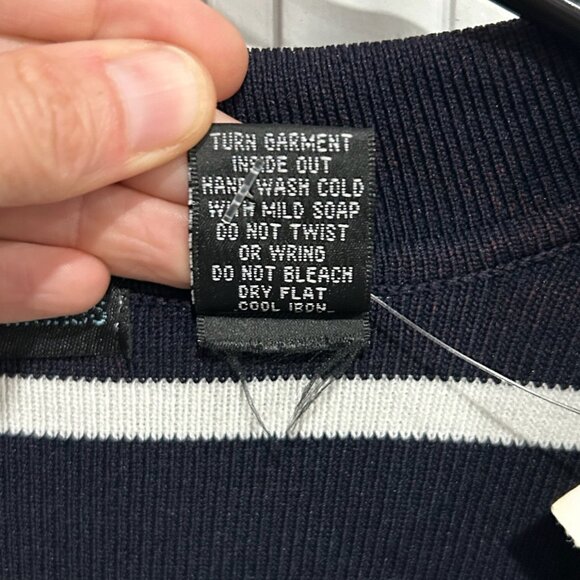 TURN GARMENT
INSIDE OUT
HAND WASH COLD
WITH MILD SOAP
DO NOT TWIST
OR WRING
DO NOT BLEACH
DRY FLAT
COOL IRON